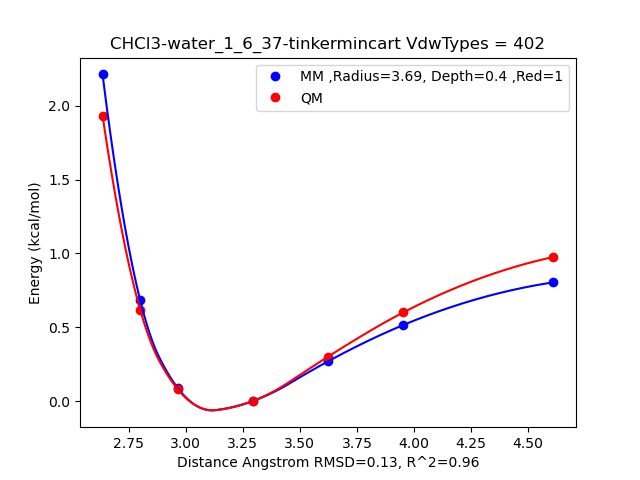 CHCl3-water_1_6_37-tinkermincart VdwTypes = 402
MM ,Radius=3.69, Depth=0.4 ,Red=1
QM
Energy (kcal/mol)
2.0
1.5
1.0
0.5
0.0
2.75 3.00 3.25 3.50 3.75 4.00 4.25 4.50
Distance Angstrom RMSD=0.13, R^2=0.96